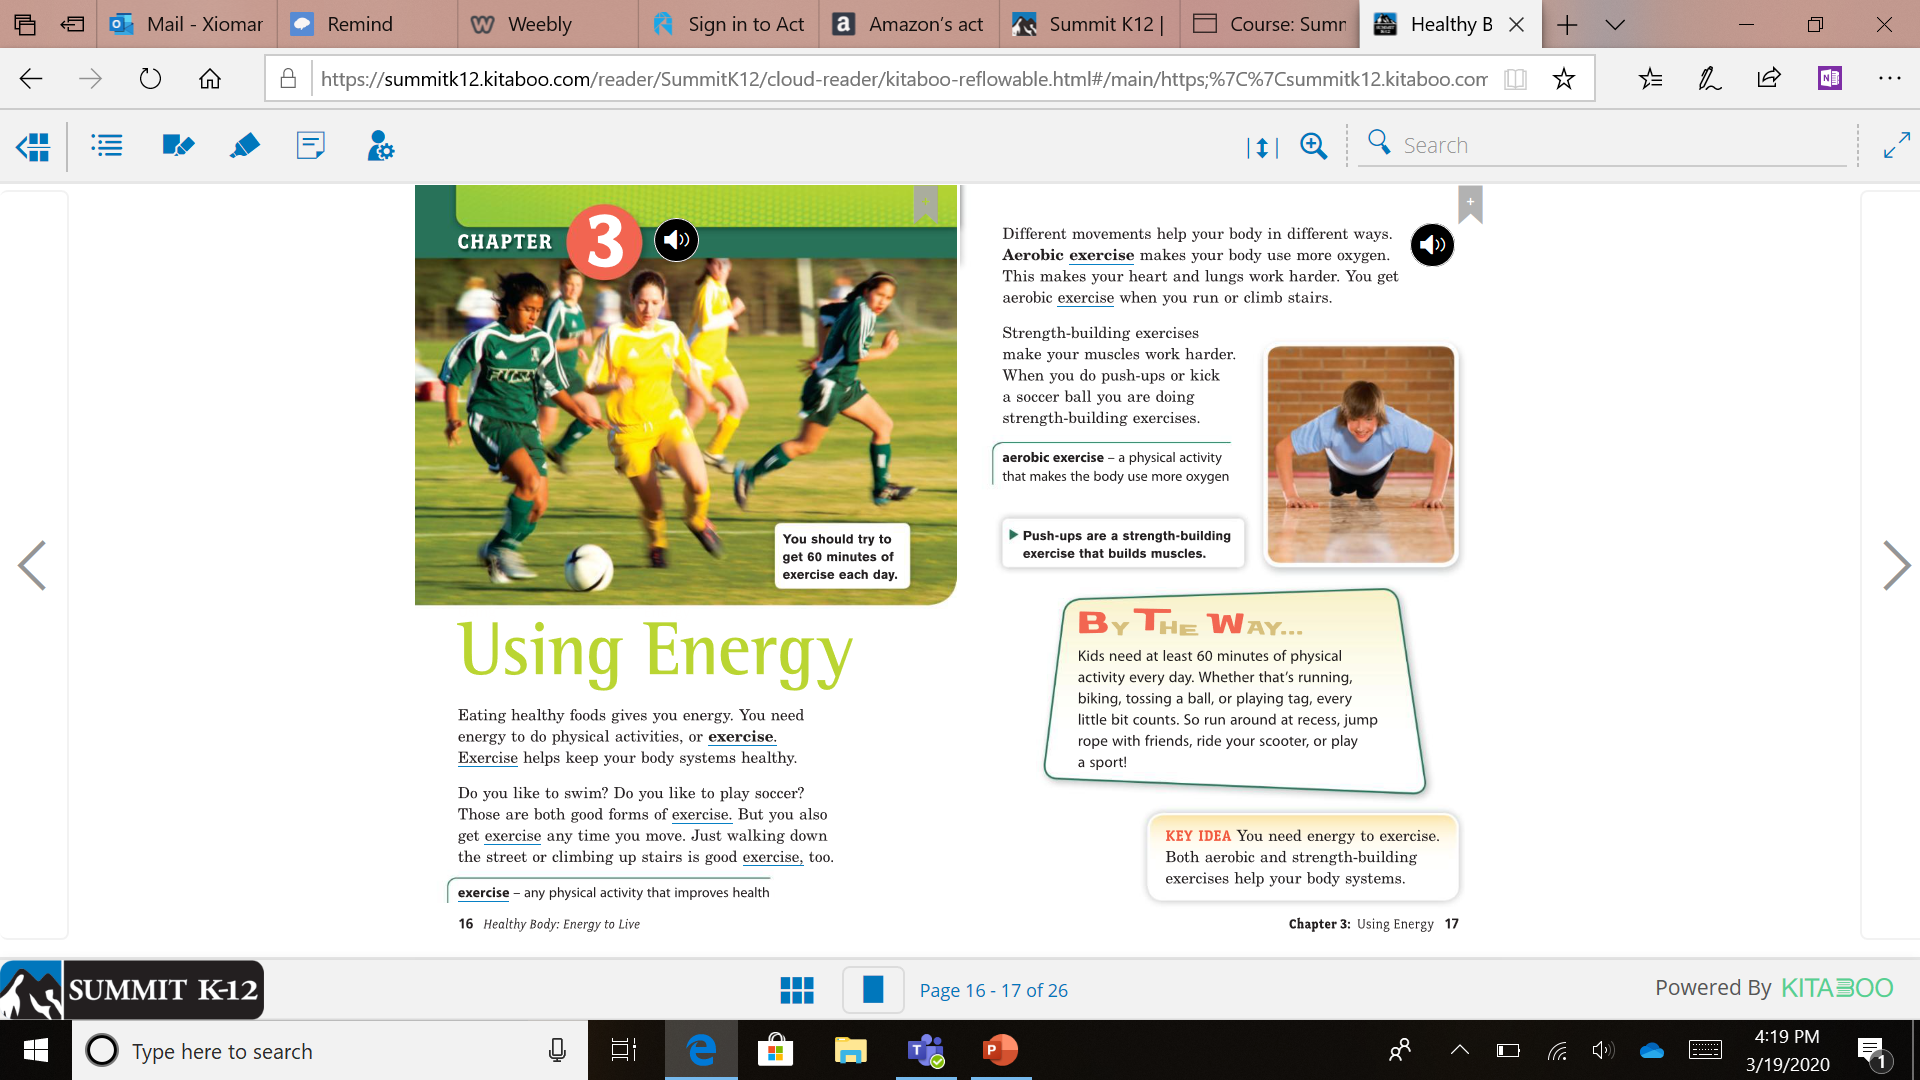 Mail - Xiomar
Remind
Weebly
Sign in to Act
Amazon's act
Summit K12 |
Course: Summ
Healthy B
https://summitk12.kitaboo.com/reader/SummitK12/cloud-reader/kitaboo-reflowable.html#/main/https;%7C%7Csummitk12.kitaboo.com
Search
CHAPTER 3
You should try to
get 60 minutes of
exercise each day.
Using Energy
Eating healthy foods gives you energy. You need
energy to do physical activities, or exercise.
Exercise helps keep your body systems healthy.
Do you like to swim? Do you like to play soccer?
Those are both good forms of exercise. But you also
get exercise any time you move. Just walking down
the street or climbing up stairs is good exercise, too.
exercise – any physical activity that improves health
16 Healthy Body: Energy to Live
Different movements help your body in different ways.
Aerobic exercise makes your body use more oxygen.
This makes your heart and lungs work harder. You get
aerobic exercise when you run or climb stairs.
Strength-building exercises
make your muscles work harder.
When you do push-ups or kick
a soccer ball you are doing
strength-building exercises.
aerobic exercise – a physical activity
that makes the body use more oxygen
Push-ups are a strength-building
exercise that builds muscles.
BY THE WAY...
Kids need at least 60 minutes of physical
activity every day. Whether that's running,
biking, tossing a ball, or playing tag, every
little bit counts. So run around at recess, jump
rope with friends, ride your scooter, or play
a sport!
KEY IDEA You need energy to exercise.
Both aerobic and strength-building
exercises help your body systems.
Chapter 3: Using Energy 17
SUMMIT K-12
Page 16 - 17 of 26
Powered By KITABOO
Type here to search
4:19 PM
3/19/2020
1